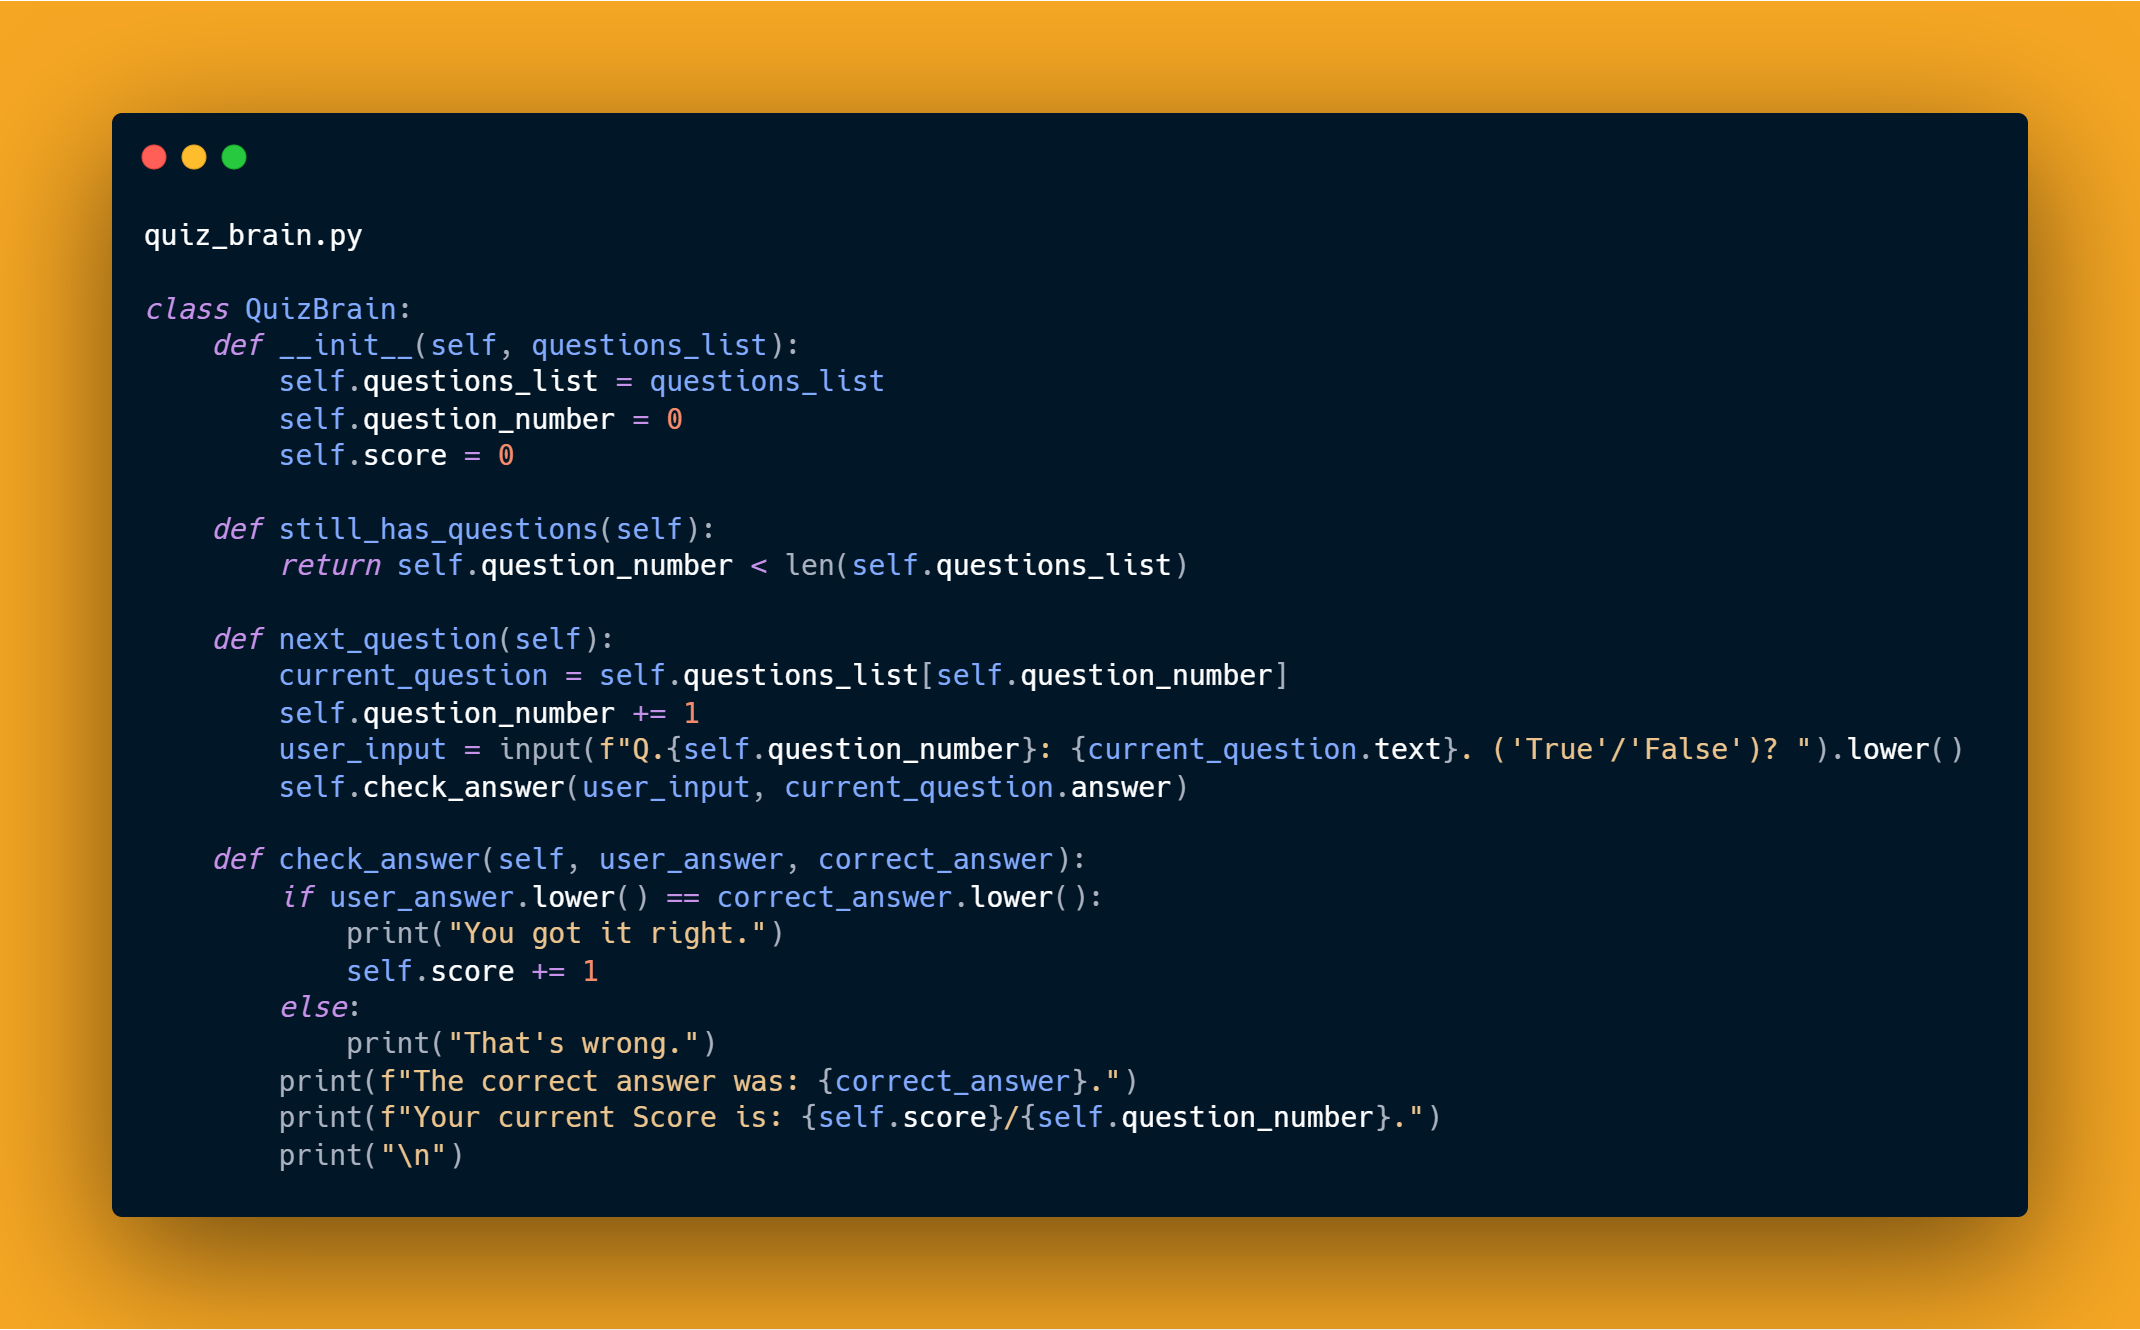 quiz_brain.py

class QuizBrain:
    def __init__(self, questions_list):
        self.questions_list = questions_list
        self.question_number = 0
        self.score = 0

    def still_has_questions(self):
        return self.question_number < len(self.questions_list)

    def next_question(self):
        current_question = self.questions_list[self.question_number]
        self.question_number += 1
        user_input = input(f"Q.{self.question_number}: {current_question.text}. ('True'/'False')? ").lower()
        self.check_answer(user_input, current_question.answer)

    def check_answer(self, user_answer, correct_answer):
        if user_answer.lower() == correct_answer.lower():
            print("You got it right.")
            self.score += 1
        else:
            print("That's wrong.")
        print(f"The correct answer was: {correct_answer}.")
        print(f"Your current Score is: {self.score}/{self.question_number}.")
        print("\n")